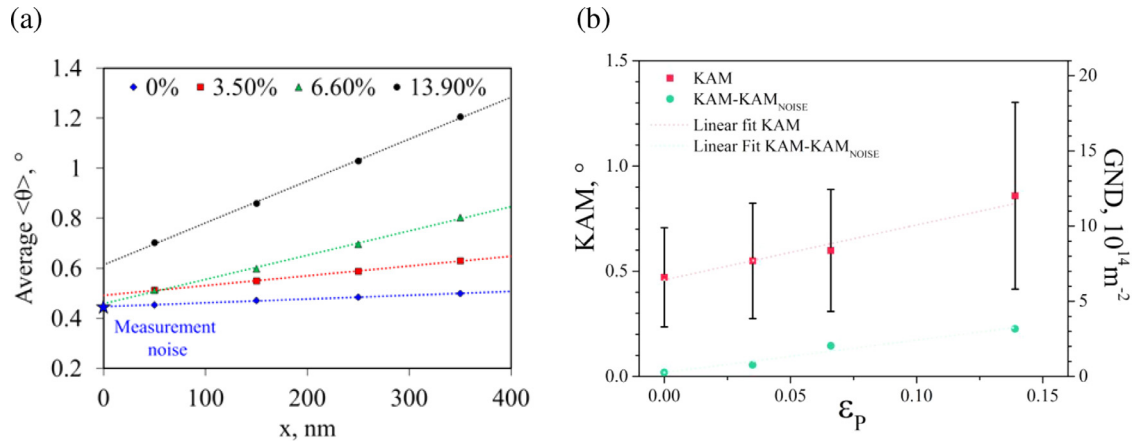 (a)
1.4
1.2
1
0.8
0.6
0.4
0.2
Average <θ>, °
0% 3.50% 6.60% 13.90%
Measurement
noise
0 100 200 300 400
x, nm
(b)
1.5
1.0
0.5
0.0
KAM, °
KAM
KAM-KAM_NOISE
Linear fit KAM
Linear Fit KAM-KAM_NOISE
20
15
10
5
0
GND, 10^14 m^-2
0.00 0.05 0.10 0.15
ε_P